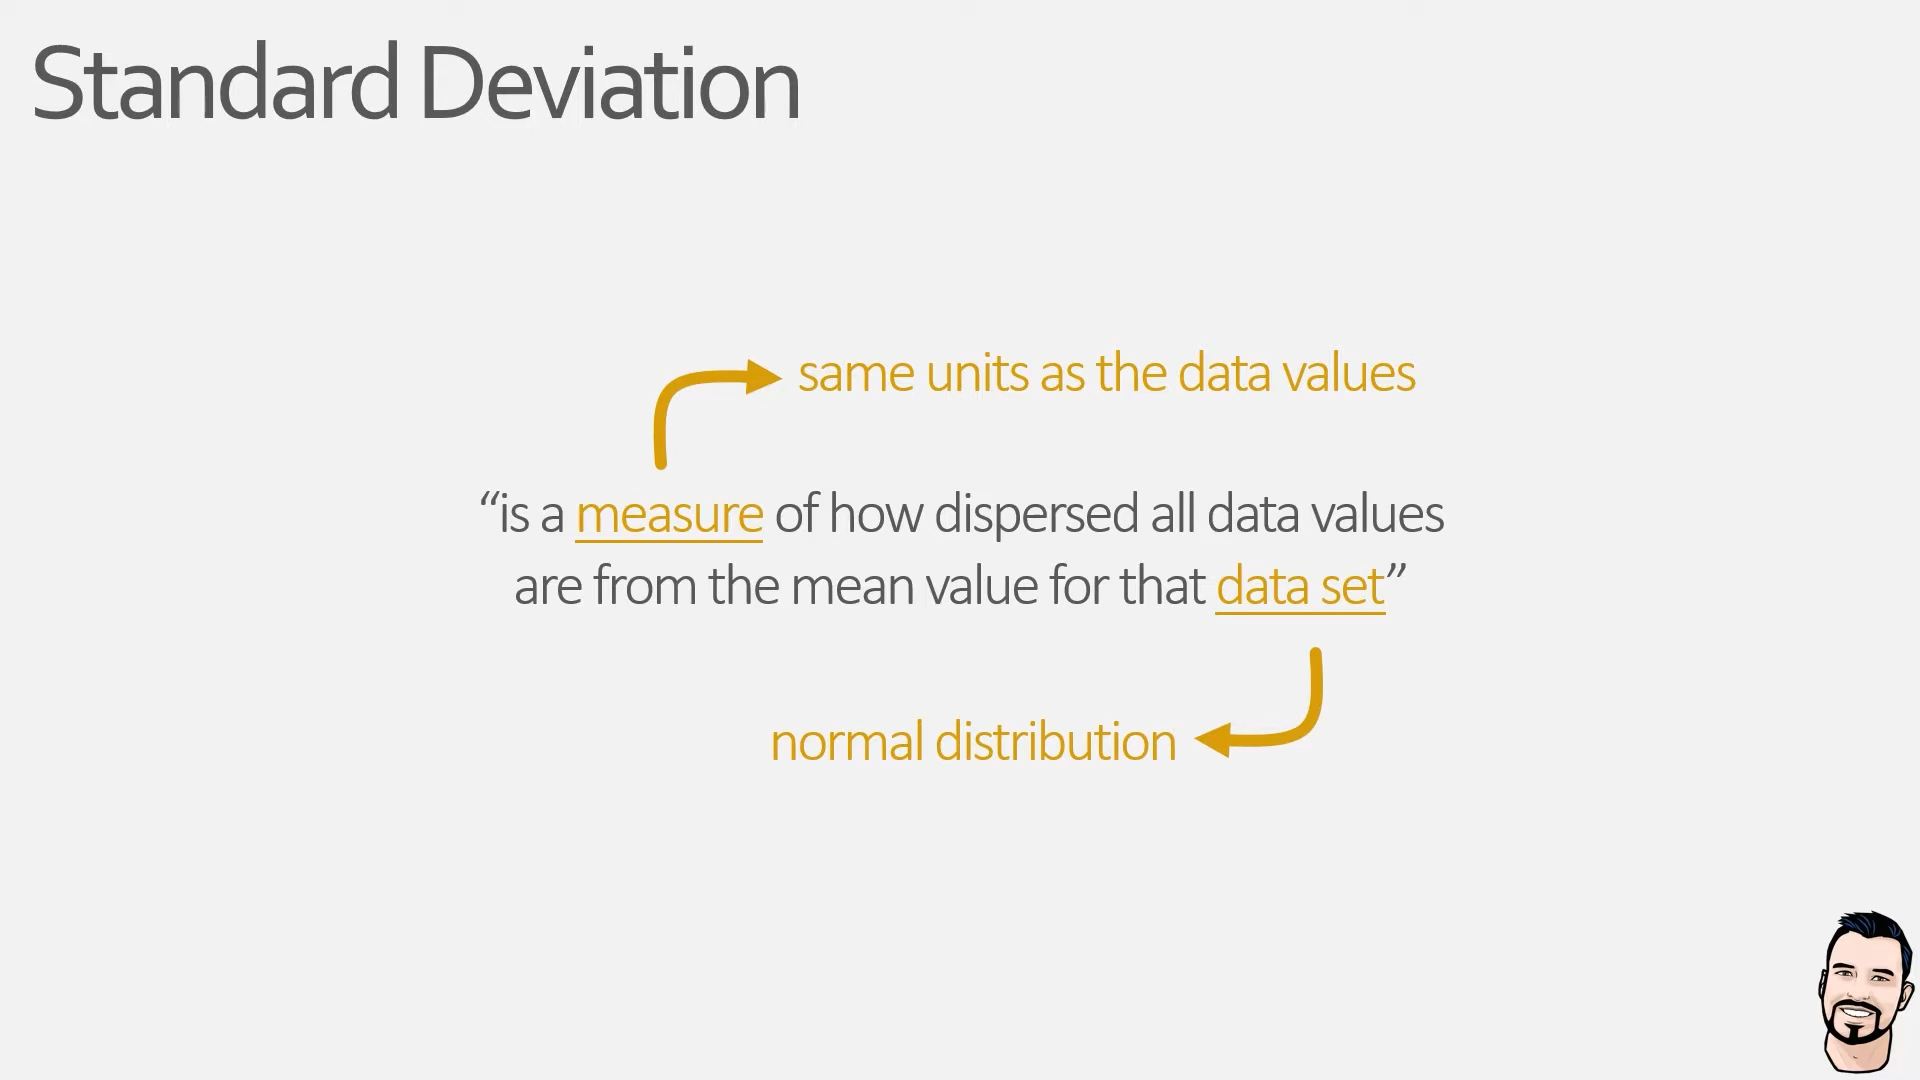 Standard Deviation
same units as the data values
“is a measure of how dispersed all data values
are from the mean value for that data set”
normal distribution